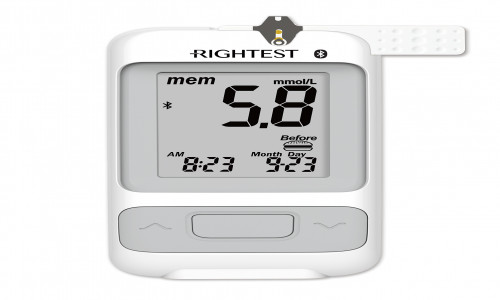 RIGHTEST
mem mmol/L
5.8
Before
AM Month Day
8:23 9-23